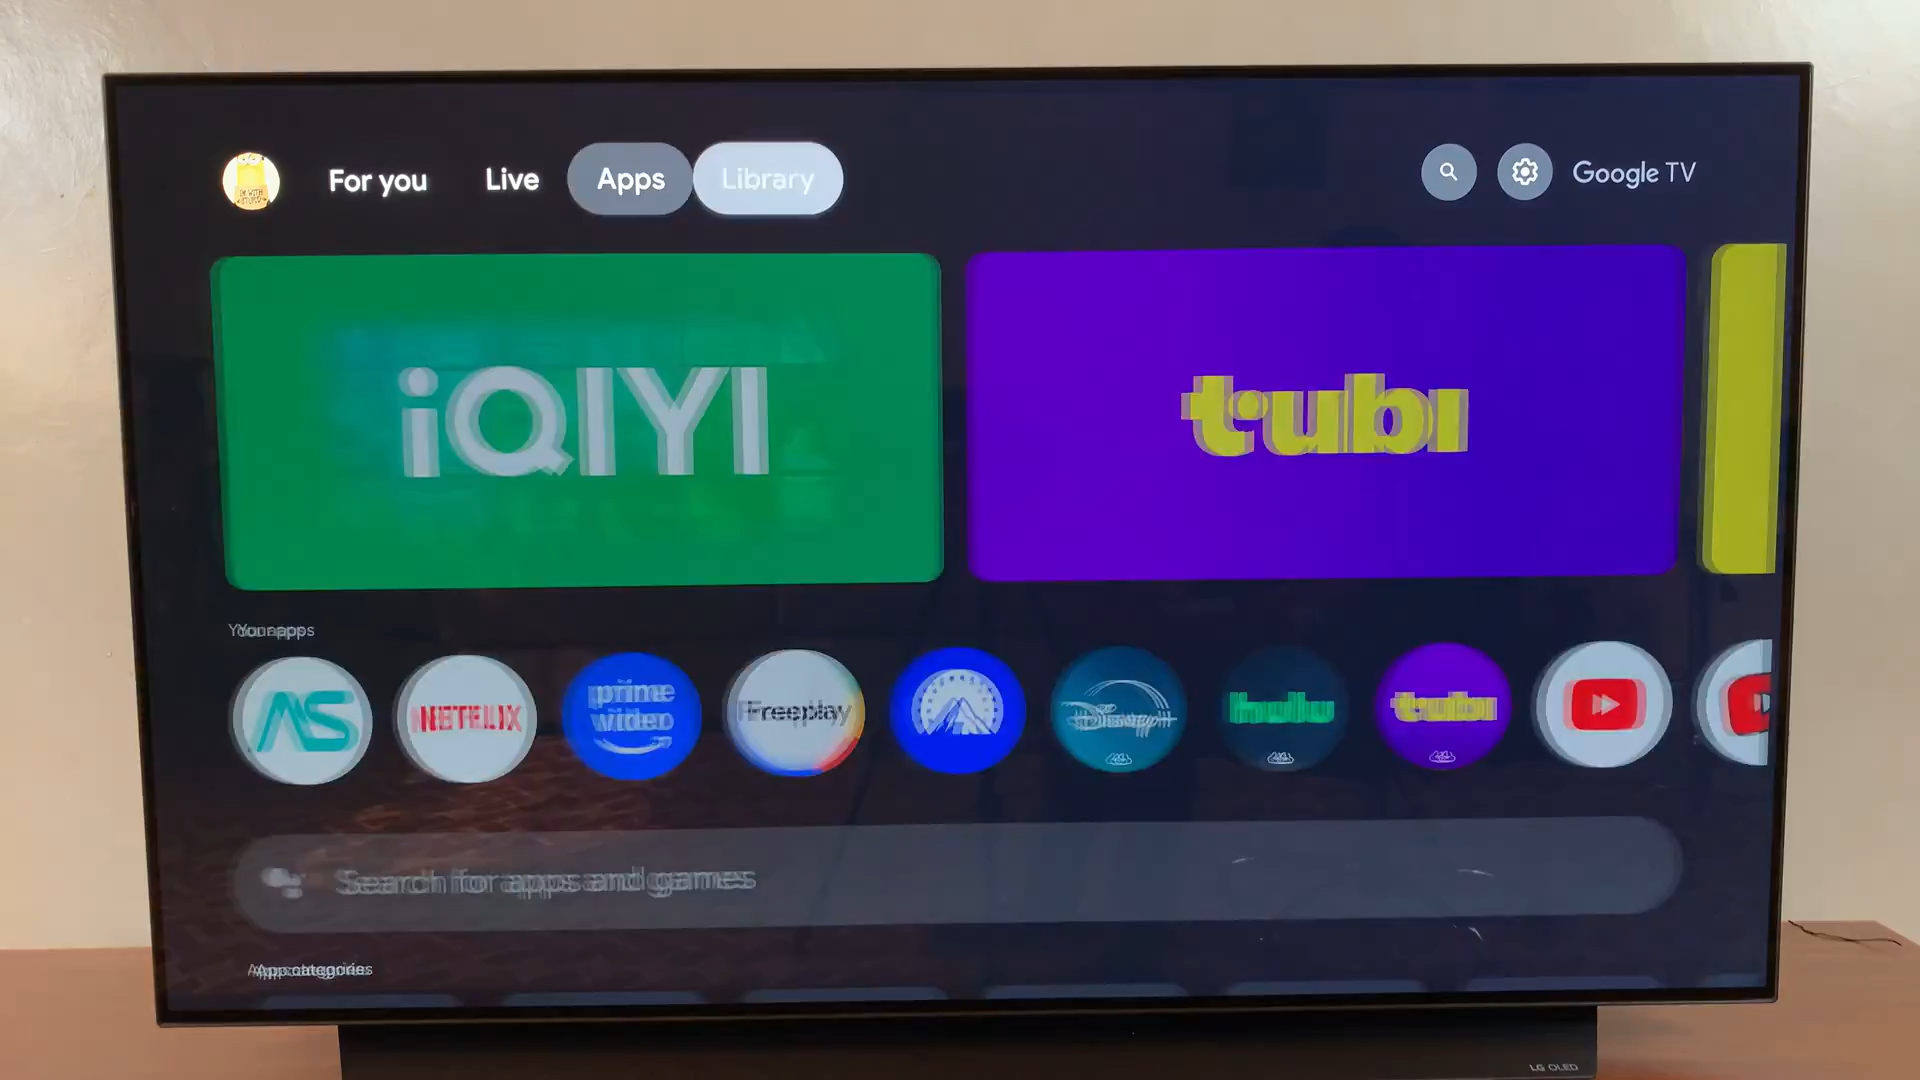 For you Live Apps Library Google TV
iQIYI tubi
Your apps
NETFLIX prime video Freeplay Disney+ hulu tubi
Search for apps and games
App categories
LG OLED